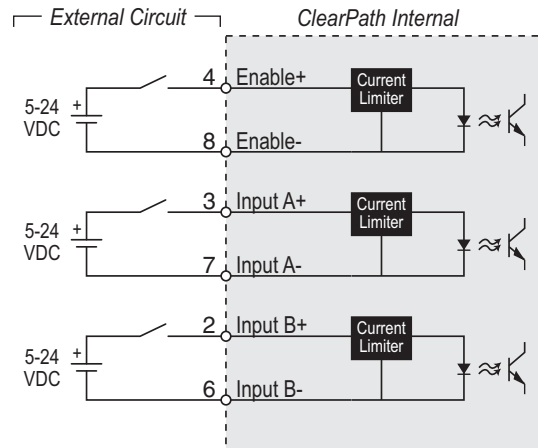 External Circuit
ClearPath Internal
5-24
VDC
+
4
Enable+
Current
Limiter
8
Enable-
5-24
VDC
+
3
Input A+
Current
Limiter
7
Input A-
5-24
VDC
+
2
Input B+
Current
Limiter
6
Input B-